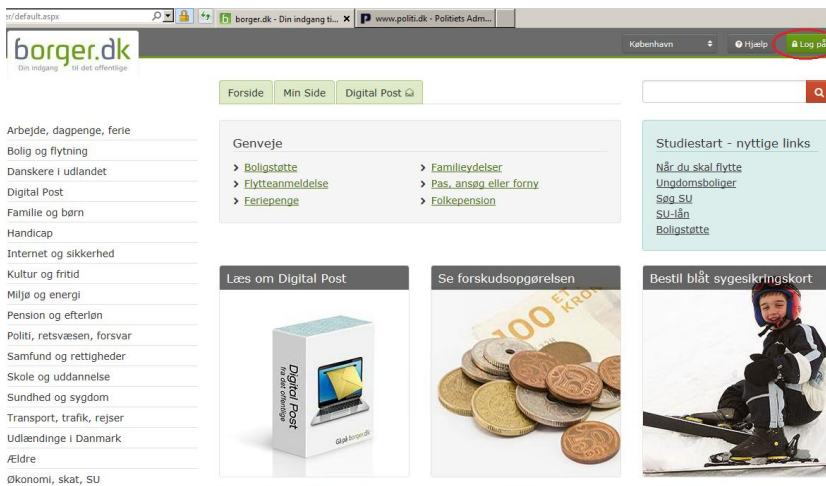 er/default.aspx
borger.dk - Din indgang ti...
www.politi.dk - Politiets Adm...
borger.dk
Din indgang til det offentlige
København
Hjælp
Log på
Forside
Min Side
Digital Post
Arbejde, dagpenge, ferie
Bolig og flytning
Danskere i udlandet
Digital Post
Familie og børn
Handicap
Internet og sikkerhed
Kultur og fritid
Miljø og energi
Pension og efterløn
Politi, retsvæsen, forsvar
Samfund og rettigheder
Skole og uddannelse
Sundhed og sygdom
Transport, trafik, rejser
Udlændinge i Danmark
Ældre
Økonomi, skat, SU
Genveje
Boligstøtte
Flytteanmeldelse
Feriepenge
Familieydelser
Pas, ansøg eller forny
Folkepension
Studiestart - nyttige links
Når du skal flytte
Ungdomsboliger
Søg SU
SU-lån
Boligstøtte
Læs om Digital Post
Digital Post
fra det offentlige
Gå på borger.dk
Se forskudsopgørelsen
100
KRON
Bestil blåt sygesikringskort